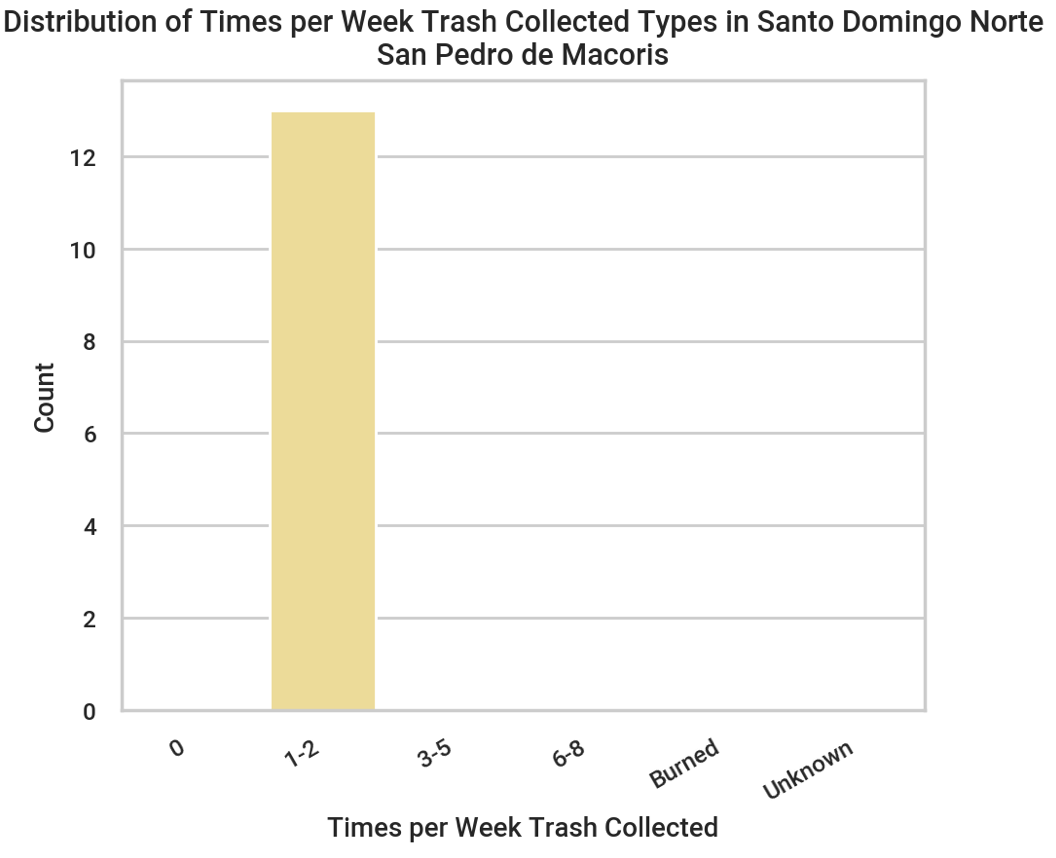 Distribution of Times per Week Trash Collected Types in Santo Domingo Norte
San Pedro de Macoris
12
10
8
6
4
2
0
Count
0
1-2
3-5
6-8
Burned
Unknown
Times per Week Trash Collected